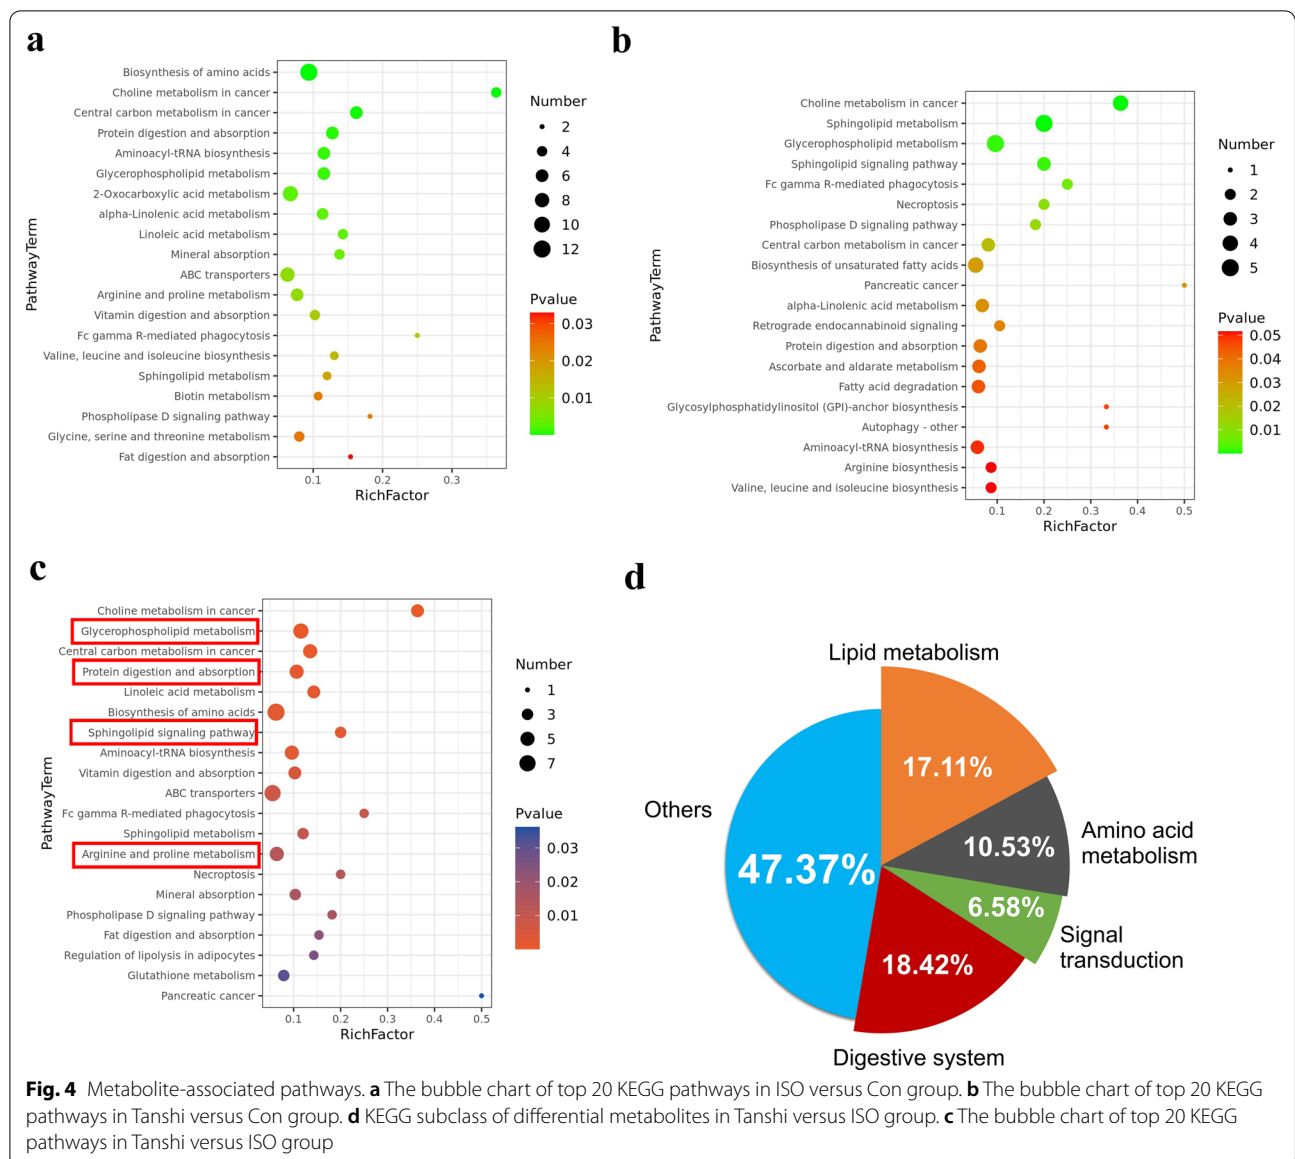 a
Biosynthesis of amino acids
Choline metabolism in cancer
Central carbon metabolism in cancer
Protein digestion and absorption
Aminoacyl-tRNA biosynthesis
Glycerophospholipid metabolism
2-Oxocarboxylic acid metabolism
alpha-Linolenic acid metabolism
Linoleic acid metabolism
Mineral absorption
ABC transporters
Arginine and proline metabolism
Vitamin digestion and absorption
Fc gamma R-mediated phagocytosis
Valine, leucine and isoleucine biosynthesis
Sphingolipid metabolism
Biotin metabolism
Phospholipase D signaling pathway
Glycine, serine and threonine metabolism
Fat digestion and absorption
PathwayTerm
0.1 0.2 0.3
RichFactor
Number
2
4
6
8
10
12
Pvalue
0.03
0.02
0.01
b
Choline metabolism in cancer
Sphingolipid metabolism
Glycerophospholipid metabolism
Sphingolipid signaling pathway
Fc gamma R-mediated phagocytosis
Necroptosis
Phospholipase D signaling pathway
Central carbon metabolism in cancer
Biosynthesis of unsaturated fatty acids
Pancreatic cancer
alpha-Linolenic acid metabolism
Retrograde endocannabinoid signaling
Protein digestion and absorption
Ascorbate and aldarate metabolism
Fatty acid degradation
Glycosylphosphatidylinositol (GPI)-anchor biosynthesis
Autophagy - other
Aminoacyl-tRNA biosynthesis
Arginine biosynthesis
Valine, leucine and isoleucine biosynthesis
PathwayTerm
0.1 0.2 0.3 0.4 0.5
RichFactor
Number
1
2
3
4
5
Pvalue
0.05
0.04
0.03
0.02
0.01
c
Choline metabolism in cancer
Glycerophospholipid metabolism
Central carbon metabolism in cancer
Protein digestion and absorption
Linoleic acid metabolism
Biosynthesis of amino acids
Sphingolipid signaling pathway
Aminoacyl-tRNA biosynthesis
Vitamin digestion and absorption
ABC transporters
Fc gamma R-mediated phagocytosis
Sphingolipid metabolism
Arginine and proline metabolism
Necroptosis
Mineral absorption
Phospholipase D signaling pathway
Fat digestion and absorption
Regulation of lipolysis in adipocytes
Glutathione metabolism
Pancreatic cancer
PathwayTerm
0.1 0.2 0.3 0.4 0.5
RichFactor
Number
1
3
5
7
Pvalue
0.03
0.02
0.01
d
Lipid metabolism
17.11%
Others
47.37%
Amino acid
metabolism
10.53%
6.58%
Signal
transduction
18.42%
Digestive system
Fig. 4 Metabolite-associated pathways. a The bubble chart of top 20 KEGG pathways in ISO versus Con group. b The bubble chart of top 20 KEGG
pathways in Tanshi versus Con group. d KEGG subclass of differential metabolites in Tanshi versus ISO group. c The bubble chart of top 20 KEGG
pathways in Tanshi versus ISO group